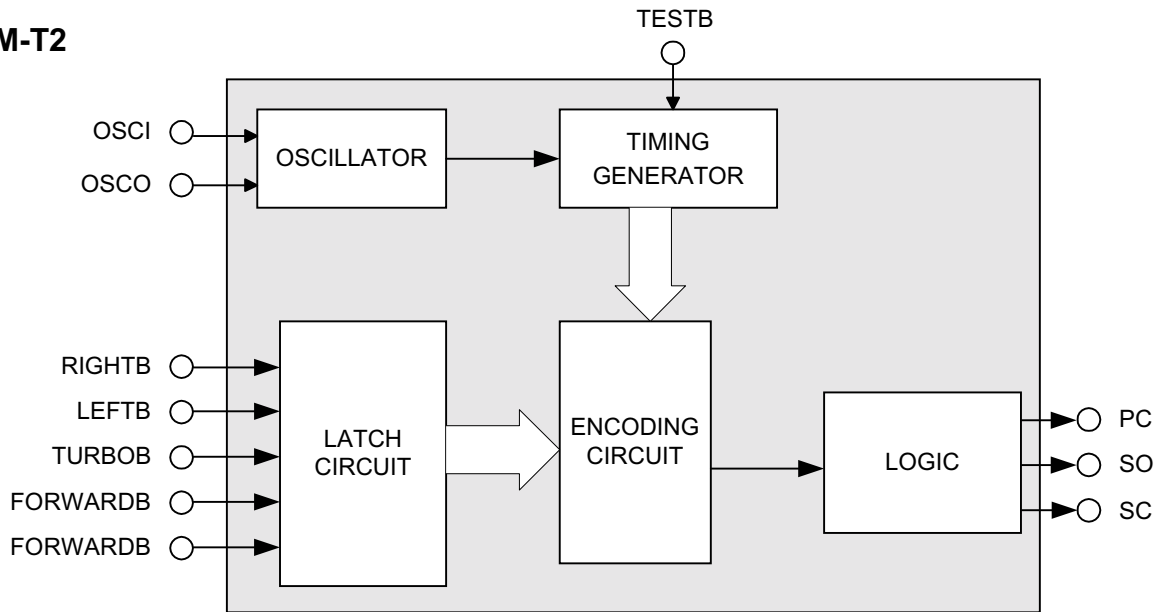 M-T2
TESTB
OSCI
OSCO
OSCILLATOR
TIMING
GENERATOR
RIGHTB
LEFTB
TURBOB
FORWARDB
FORWARDB
LATCH
CIRCUIT
ENCODING
CIRCUIT
LOGIC
PC
SO
SC